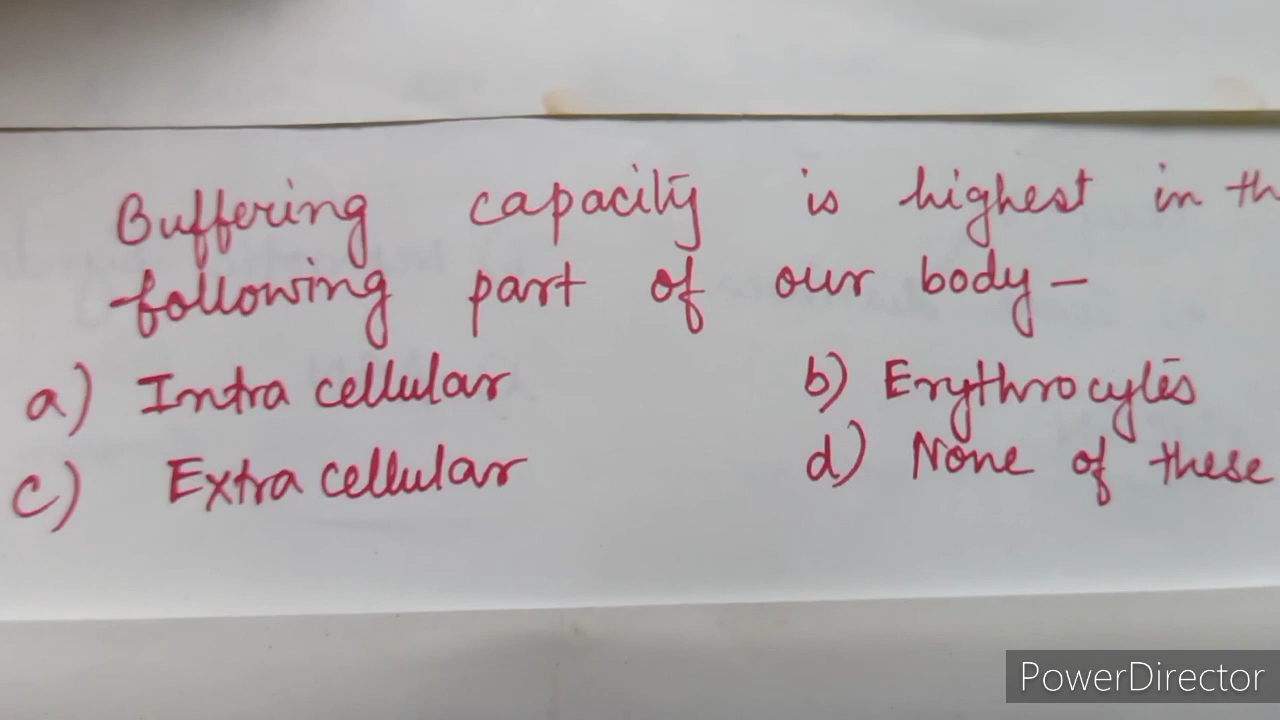 Buffering capacity is highest in th
following part of our body -
a) Intra cellular b) Erythrocytes
c) Extra cellular d) None of these
PowerDirector